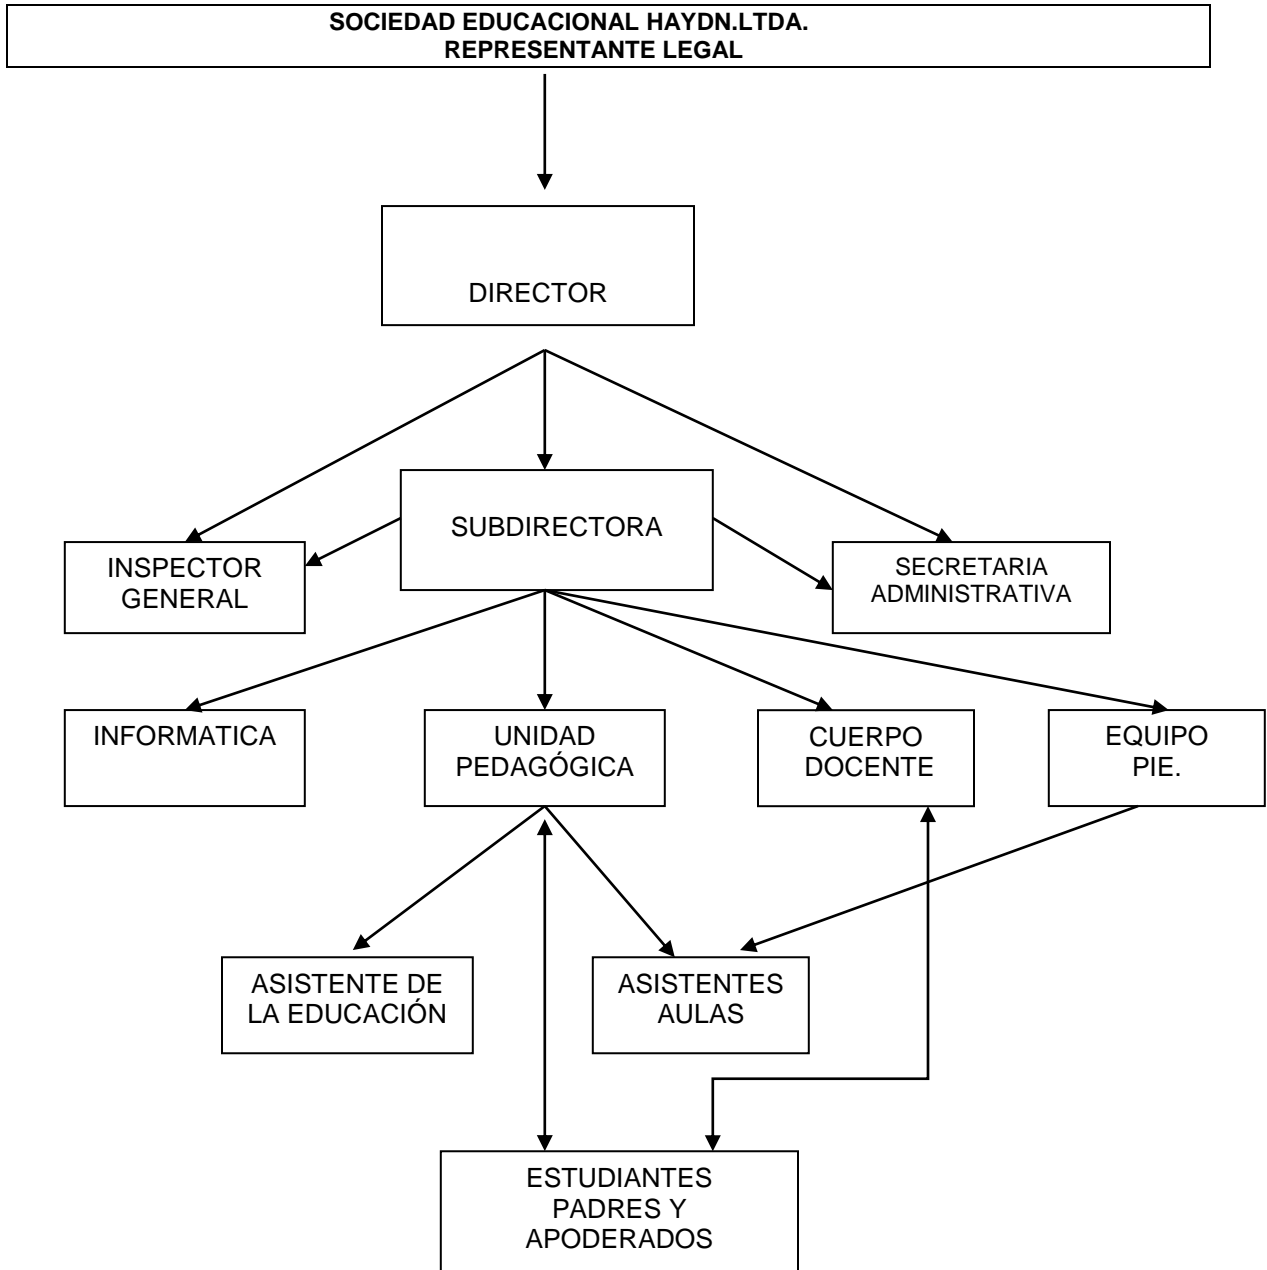 SOCIEDAD EDUCACIONAL HAYDN.LTDA.
REPRESENTANTE LEGAL
DIRECTOR
SUBDIRECTORA
INSPECTOR
GENERAL
SECRETARIA
ADMINISTRATIVA
INFORMATICA
UNIDAD
PEDAGÓGICA
CUERPO
DOCENTE
EQUIPO
PIE.
ASISTENTE DE
LA EDUCACIÓN
ASISTENTES
AULAS
ESTUDIANTES
PADRES Y
APODERADOS